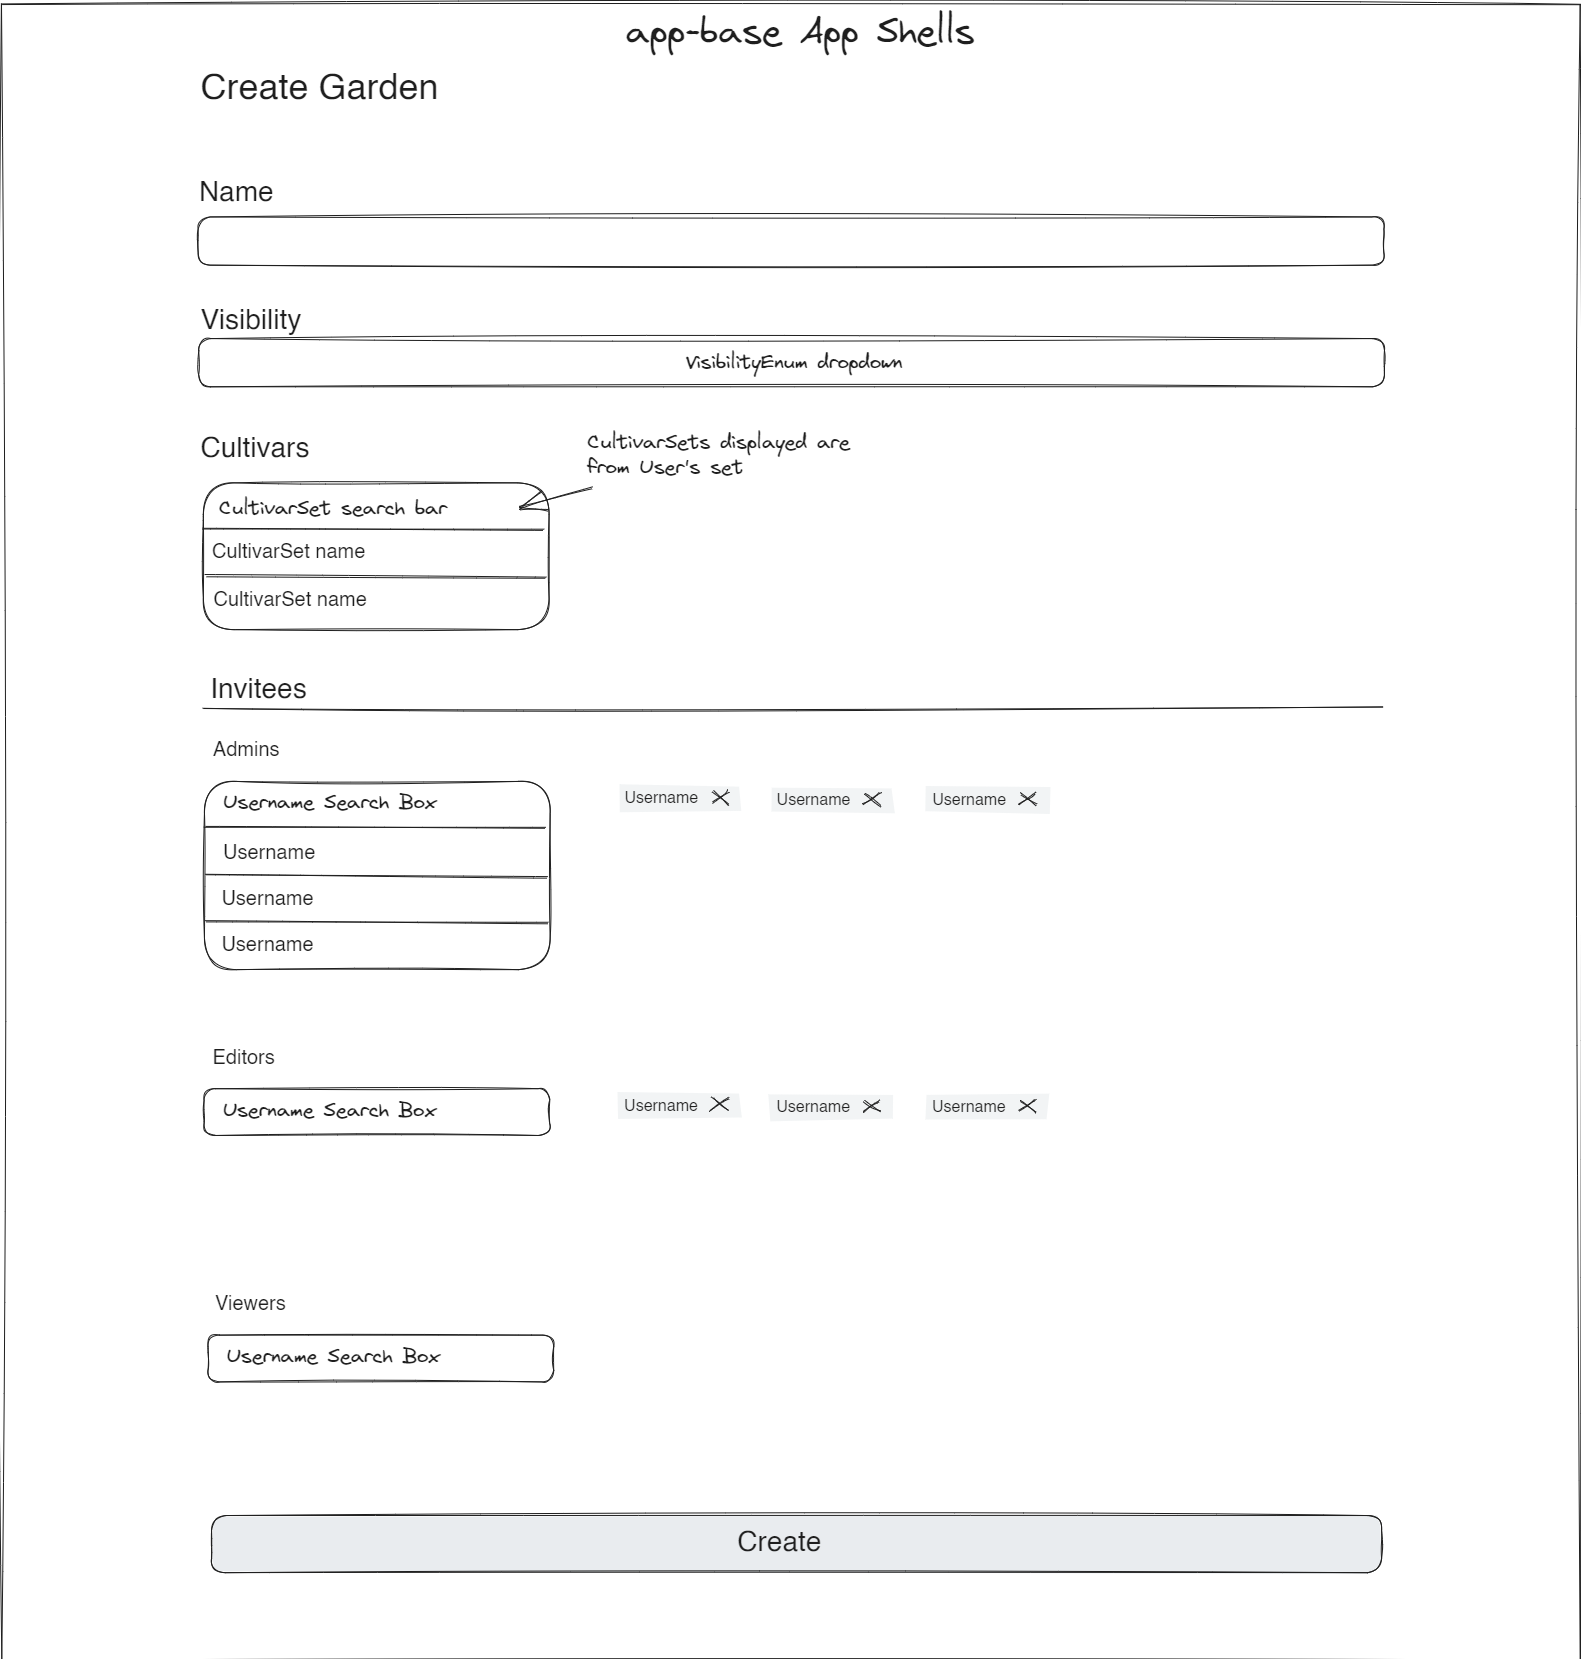 app-base App Shells
Create Garden
Name
Visibility
VisibilityEnum dropdown
Cultivars
CultivarSets displayed are
from User's set
CultivarSet search bar
CultivarSet name
CultivarSet name
Invitees
Admins
Username Search Box
Username
Username
Username
Username
Username
Username
Editors
Username Search Box
Username
Username
Username
Viewers
Username Search Box
Create